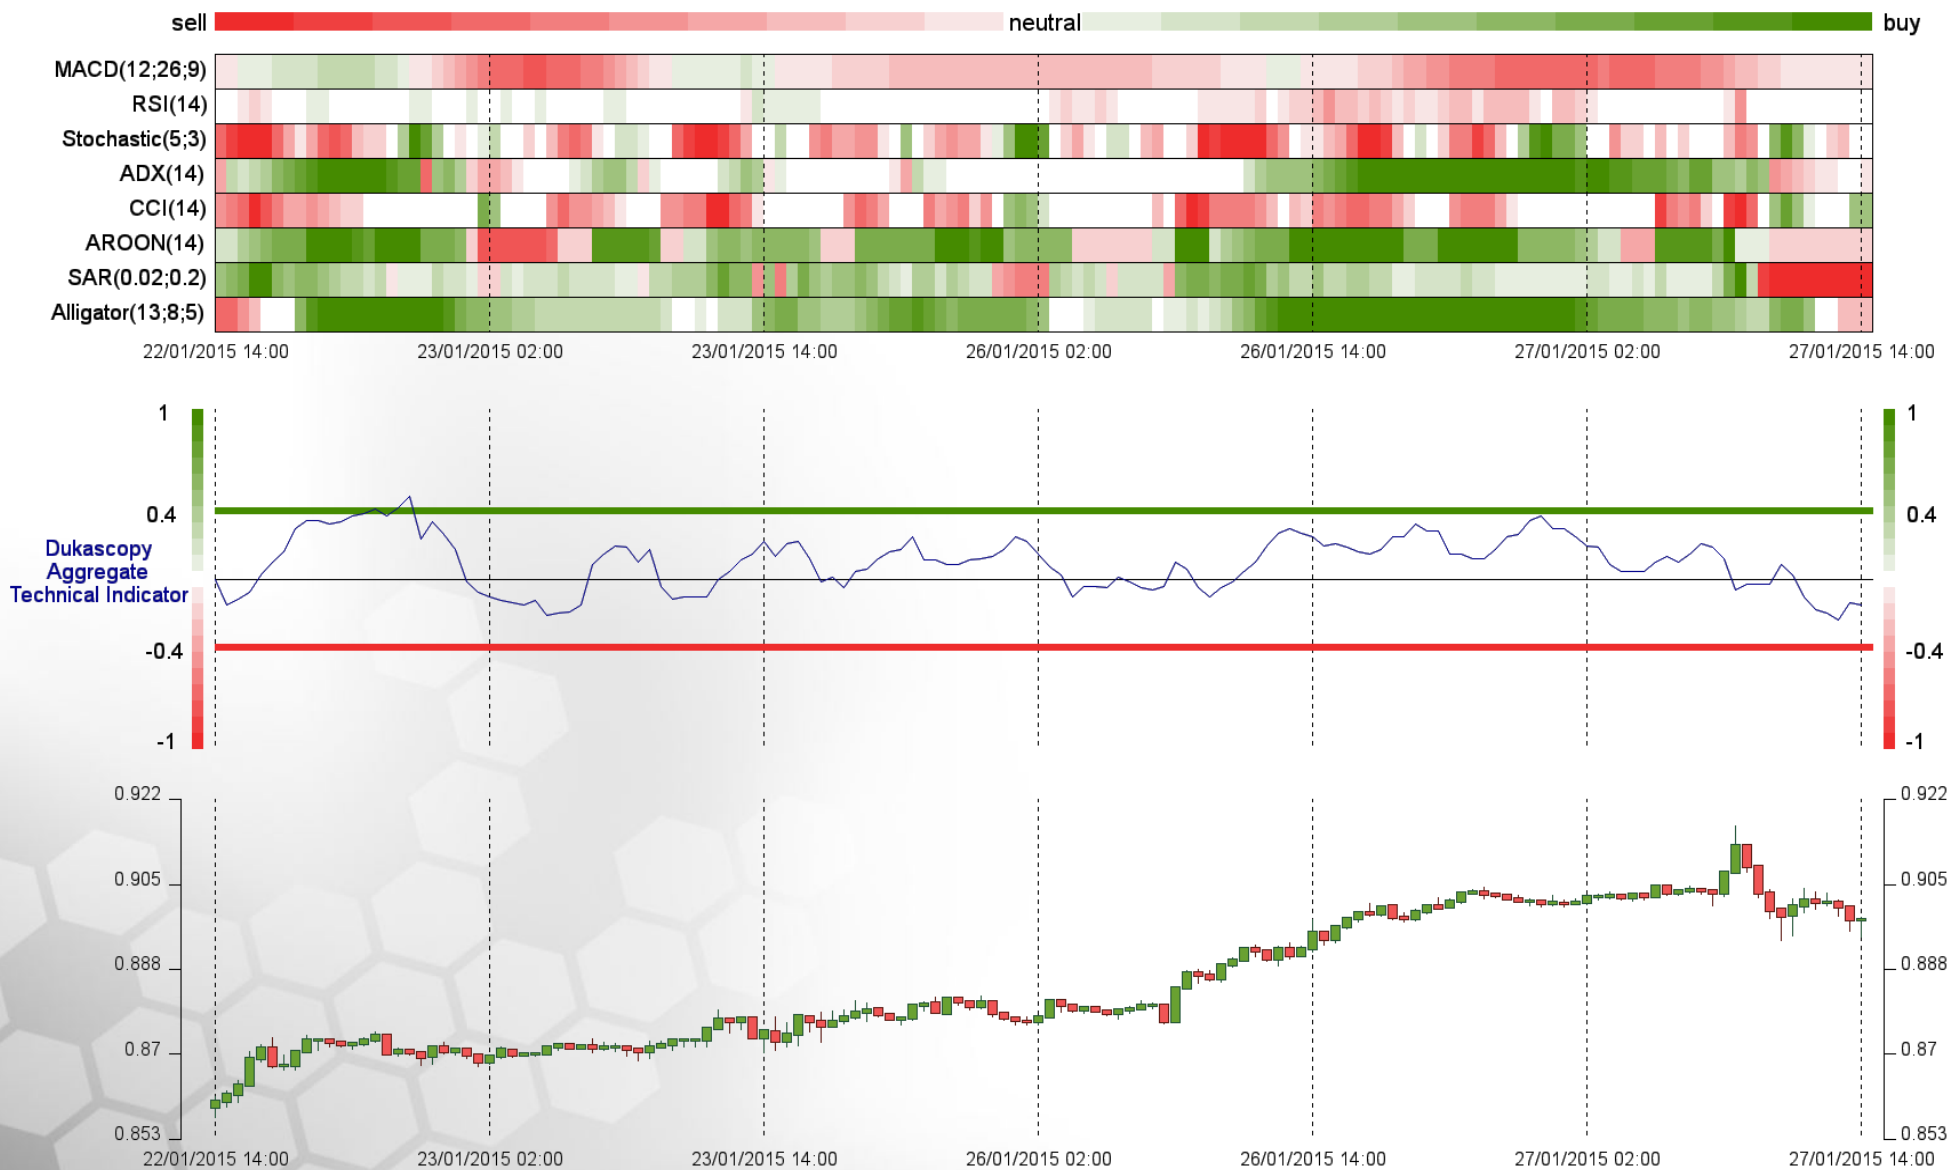 sell neutral buy
MACD(12;26;9)
RSI(14)
Stochastic(5;3)
ADX(14)
CCI(14)
AROON(14)
SAR(0.02;0.2)
Alligator(13;8;5)
22/01/2015 14:00 23/01/2015 02:00 23/01/2015 14:00 26/01/2015 02:00 26/01/2015 14:00 27/01/2015 02:00 27/01/2015 14:00
1 1
0.4 0.4
Dukascopy
Aggregate
Technical Indicator
-0.4 -0.4
-1 -1
0.922 0.922
0.905 0.905
0.888 0.888
0.87 0.87
0.853 0.853
22/01/2015 14:00 23/01/2015 02:00 23/01/2015 14:00 26/01/2015 02:00 26/01/2015 14:00 27/01/2015 02:00 27/01/2015 14:00